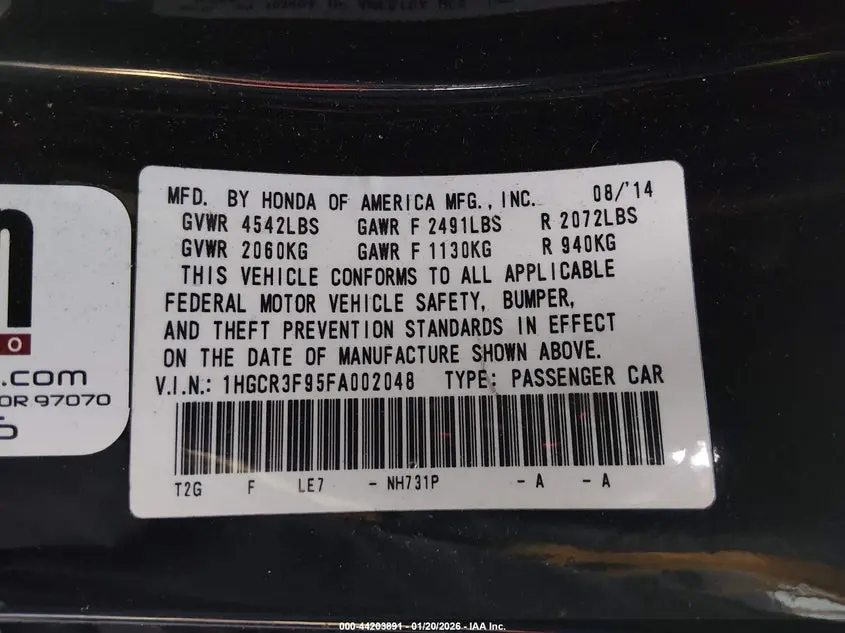 MFD. BY HONDA OF AMERICA MFG., INC. 08/'14
GVWR 4542LBS GAWR F 2491LBS R 2072LBS
GVWR 2060KG GAWR F 1130KG R 940KG
THIS VEHICLE CONFORMS TO ALL APPLICABLE
FEDERAL MOTOR VEHICLE SAFETY, BUMPER,
AND THEFT PREVENTION STANDARDS IN EFFECT
ON THE DATE OF MANUFACTURE SHOWN ABOVE.
V.I.N.: 1HGCR3F95FA002048 TYPE: PASSENGER CAR
T2G F LE7 - NH731P - A - A
.com
OR 97070
000-44203891 - 01/20/2026 - IAA Inc.